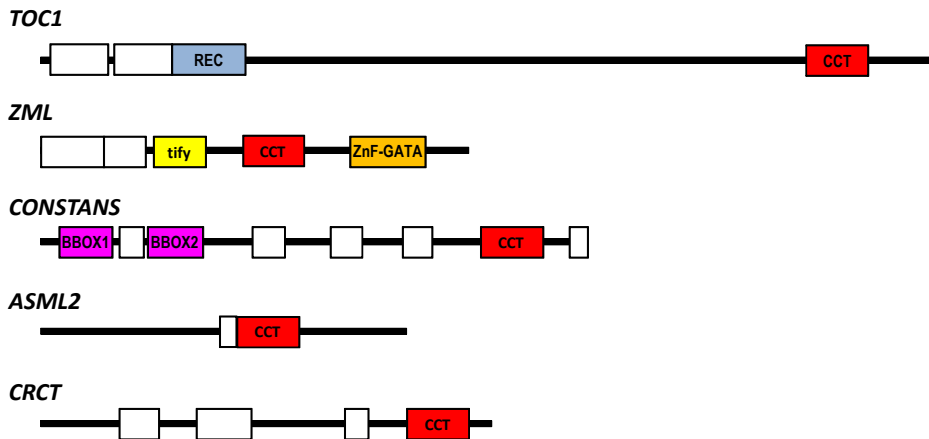 TOC1
REC CCT
ZML
tify CCT ZnF-GATA
CONSTANS
BBOX1 BBOX2 CCT
ASML2
CCT
CRCT
CCT